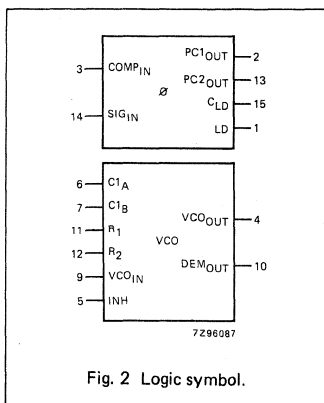 PC1OUT 2
3 COMPIN
PC2OUT 13
Ø
CLD 15
14 SIGIN
LD 1
6 C1A
7 C1B
VCOOUT 4
11 R1
VCO
12 R2
DEMOUT 10
9 VCOIN
5 INH
7Z96087
Fig. 2 Logic symbol.